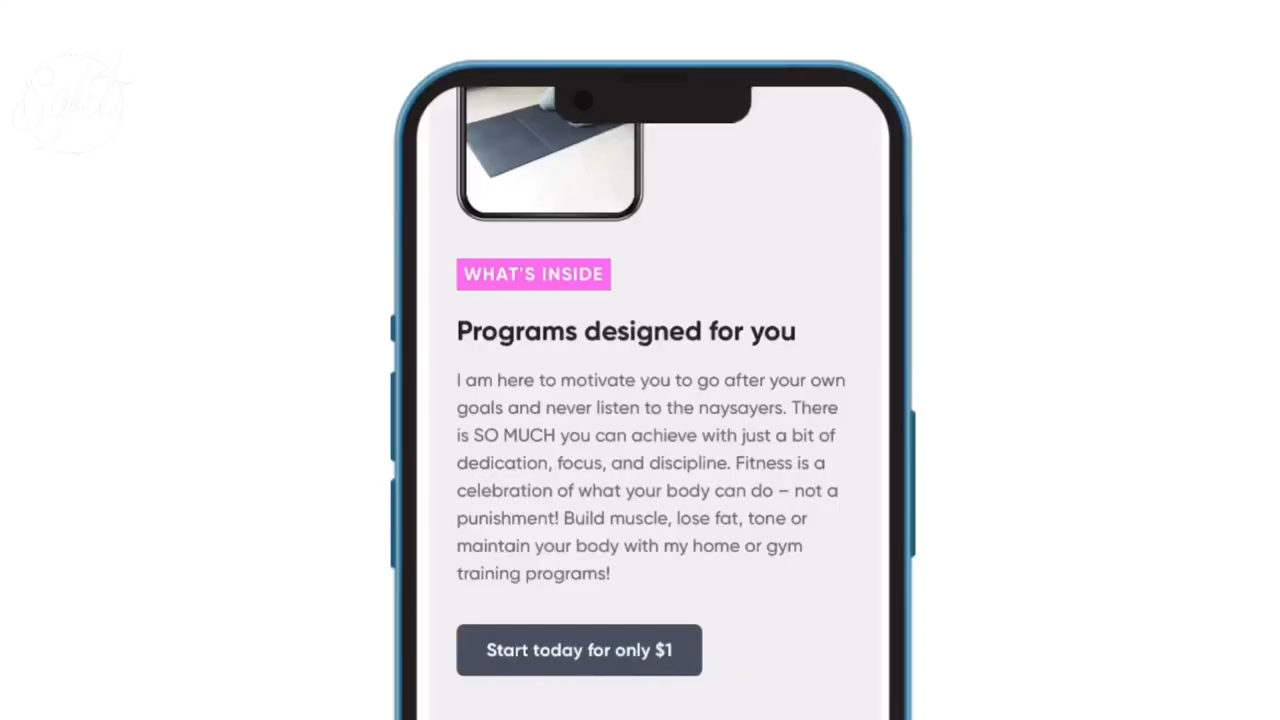 WHAT'S INSIDE
Programs designed for you
I am here to motivate you to go after your own
goals and never listen to the naysayers. There
is SO MUCH you can achieve with just a bit of
dedication, focus, and discipline. Fitness is a
celebration of what your body can do – not a
punishment! Build muscle, lose fat, tone or
maintain your body with my home or gym
training programs!
Start today for only $1